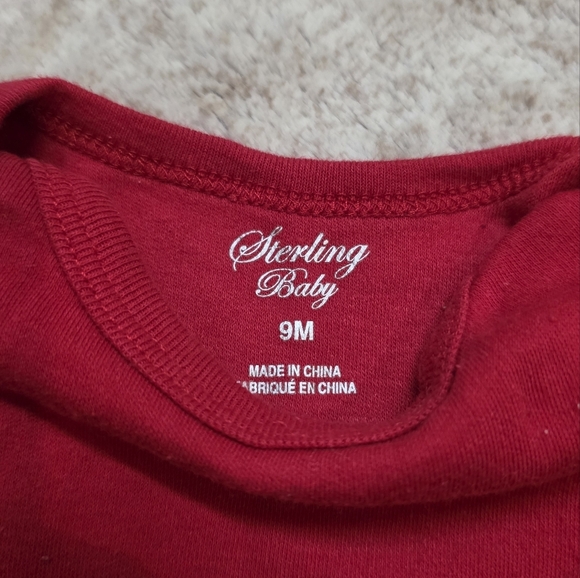 Sterling
Baby
9M
MADE IN CHINA
ABRIQUÉ EN CHINA